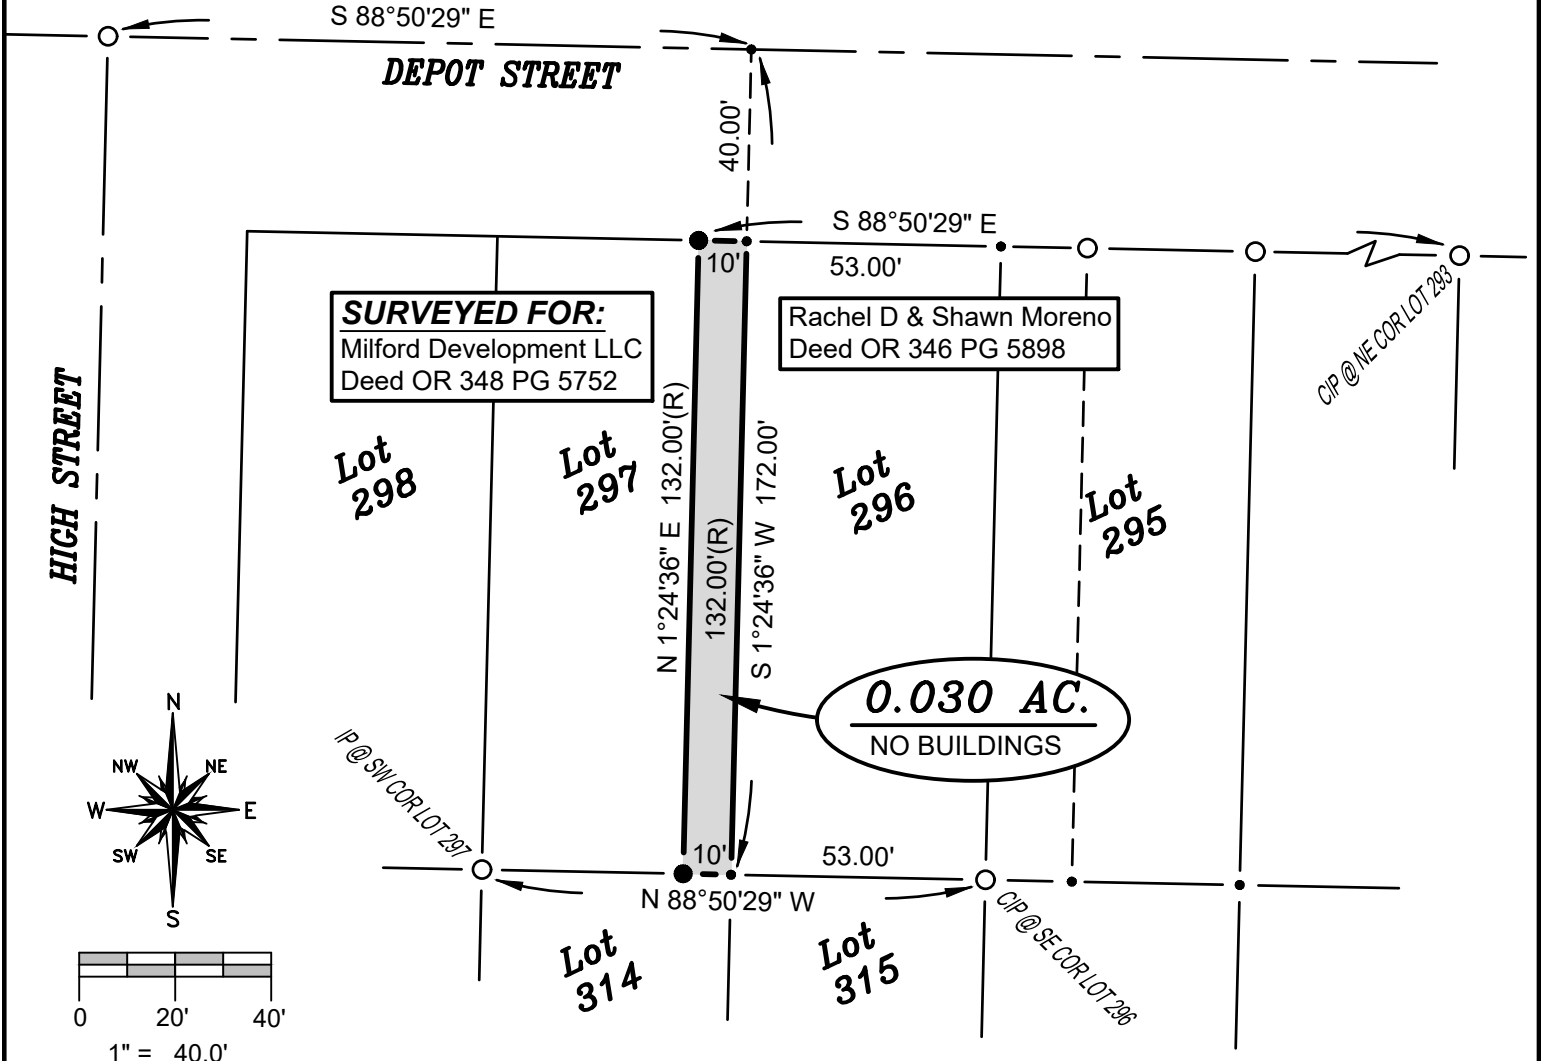 S 88°50'29" E
DEPOT STREET
40.00'
S 88°50'29" E
10'
53.00'
SURVEYED FOR:
Milford Development LLC
Deed OR 348 PG 5752
Rachel D & Shawn Moreno
Deed OR 346 PG 5898
CIP @ NE COR LOT 293
HIGH STREET
Lot
298
Lot
297
N 1°24'36" E 132.00'(R)
132.00'(R)
S 1°24'36" W 172.00'
Lot
296
Lot
295
0.030 AC.
NO BUILDINGS
N
NW
NE
W
E
SW
SE
S
IP @ SW COR LOT 297
10'
53.00'
N 88°50'29" W
CIP @ SE COR LOT 296
Lot
314
Lot
315
0 20' 40'
1" = 40.0'